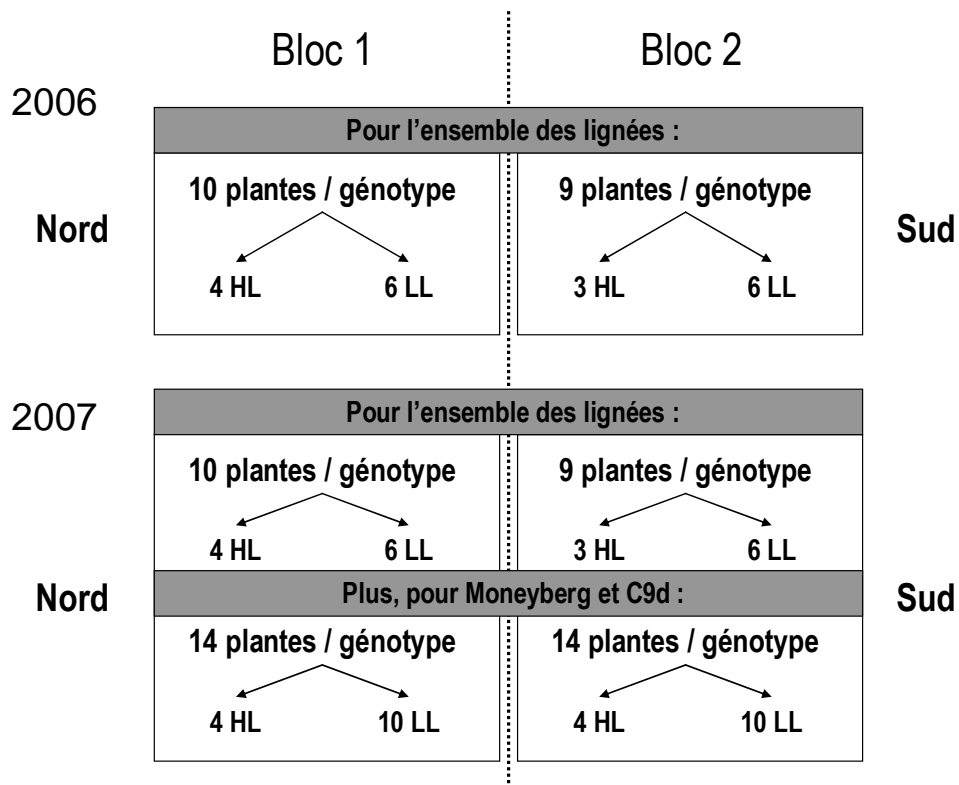 Bloc 1 Bloc 2
2006
Pour l'ensemble des lignées :
10 plantes / génotype 9 plantes / génotype
Nord Sud
4 HL 6 LL 3 HL 6 LL
2007
Pour l'ensemble des lignées :
10 plantes / génotype 9 plantes / génotype
4 HL 6 LL 3 HL 6 LL
Nord Plus, pour Moneyberg et C9d : Sud
14 plantes / génotype 14 plantes / génotype
4 HL 10 LL 4 HL 10 LL